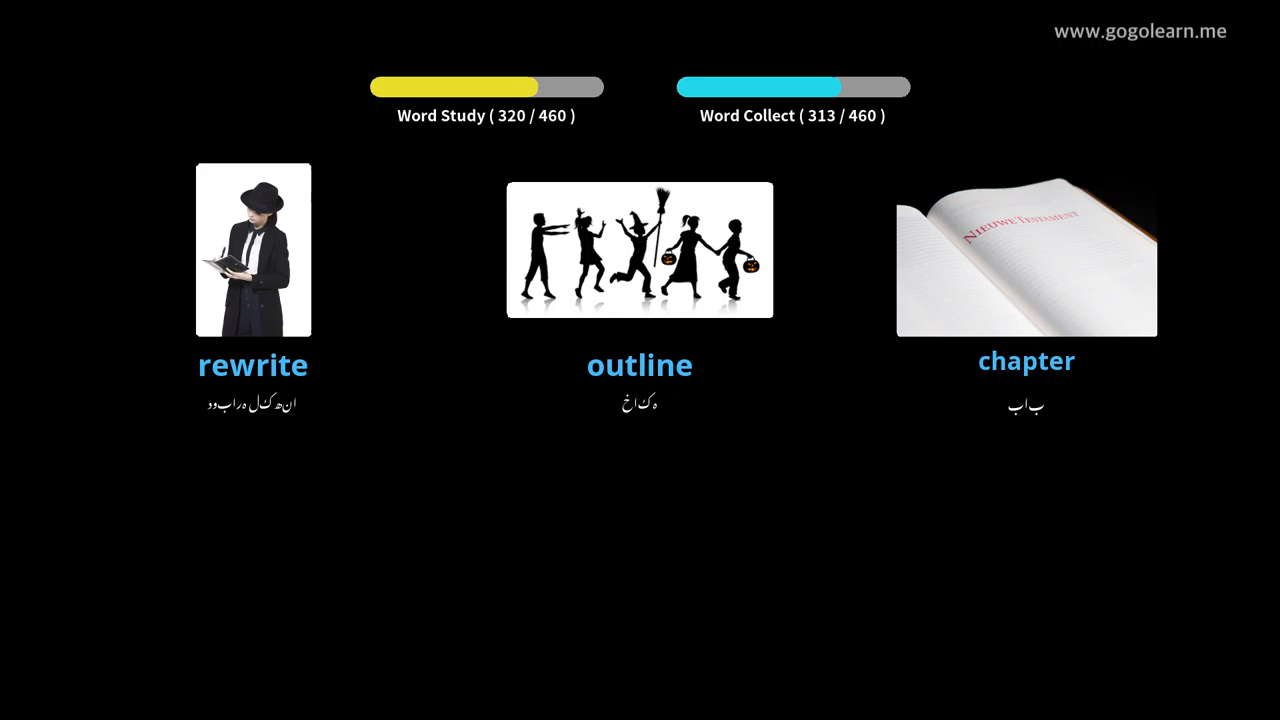 www.gogolearn.me
Word Study ( 320 / 460 )
Word Collect ( 313 / 460 )
NIEUWE TESTAMENT
rewrite
outline
chapter
دوبارہ لکھنا
خاکہ
باب